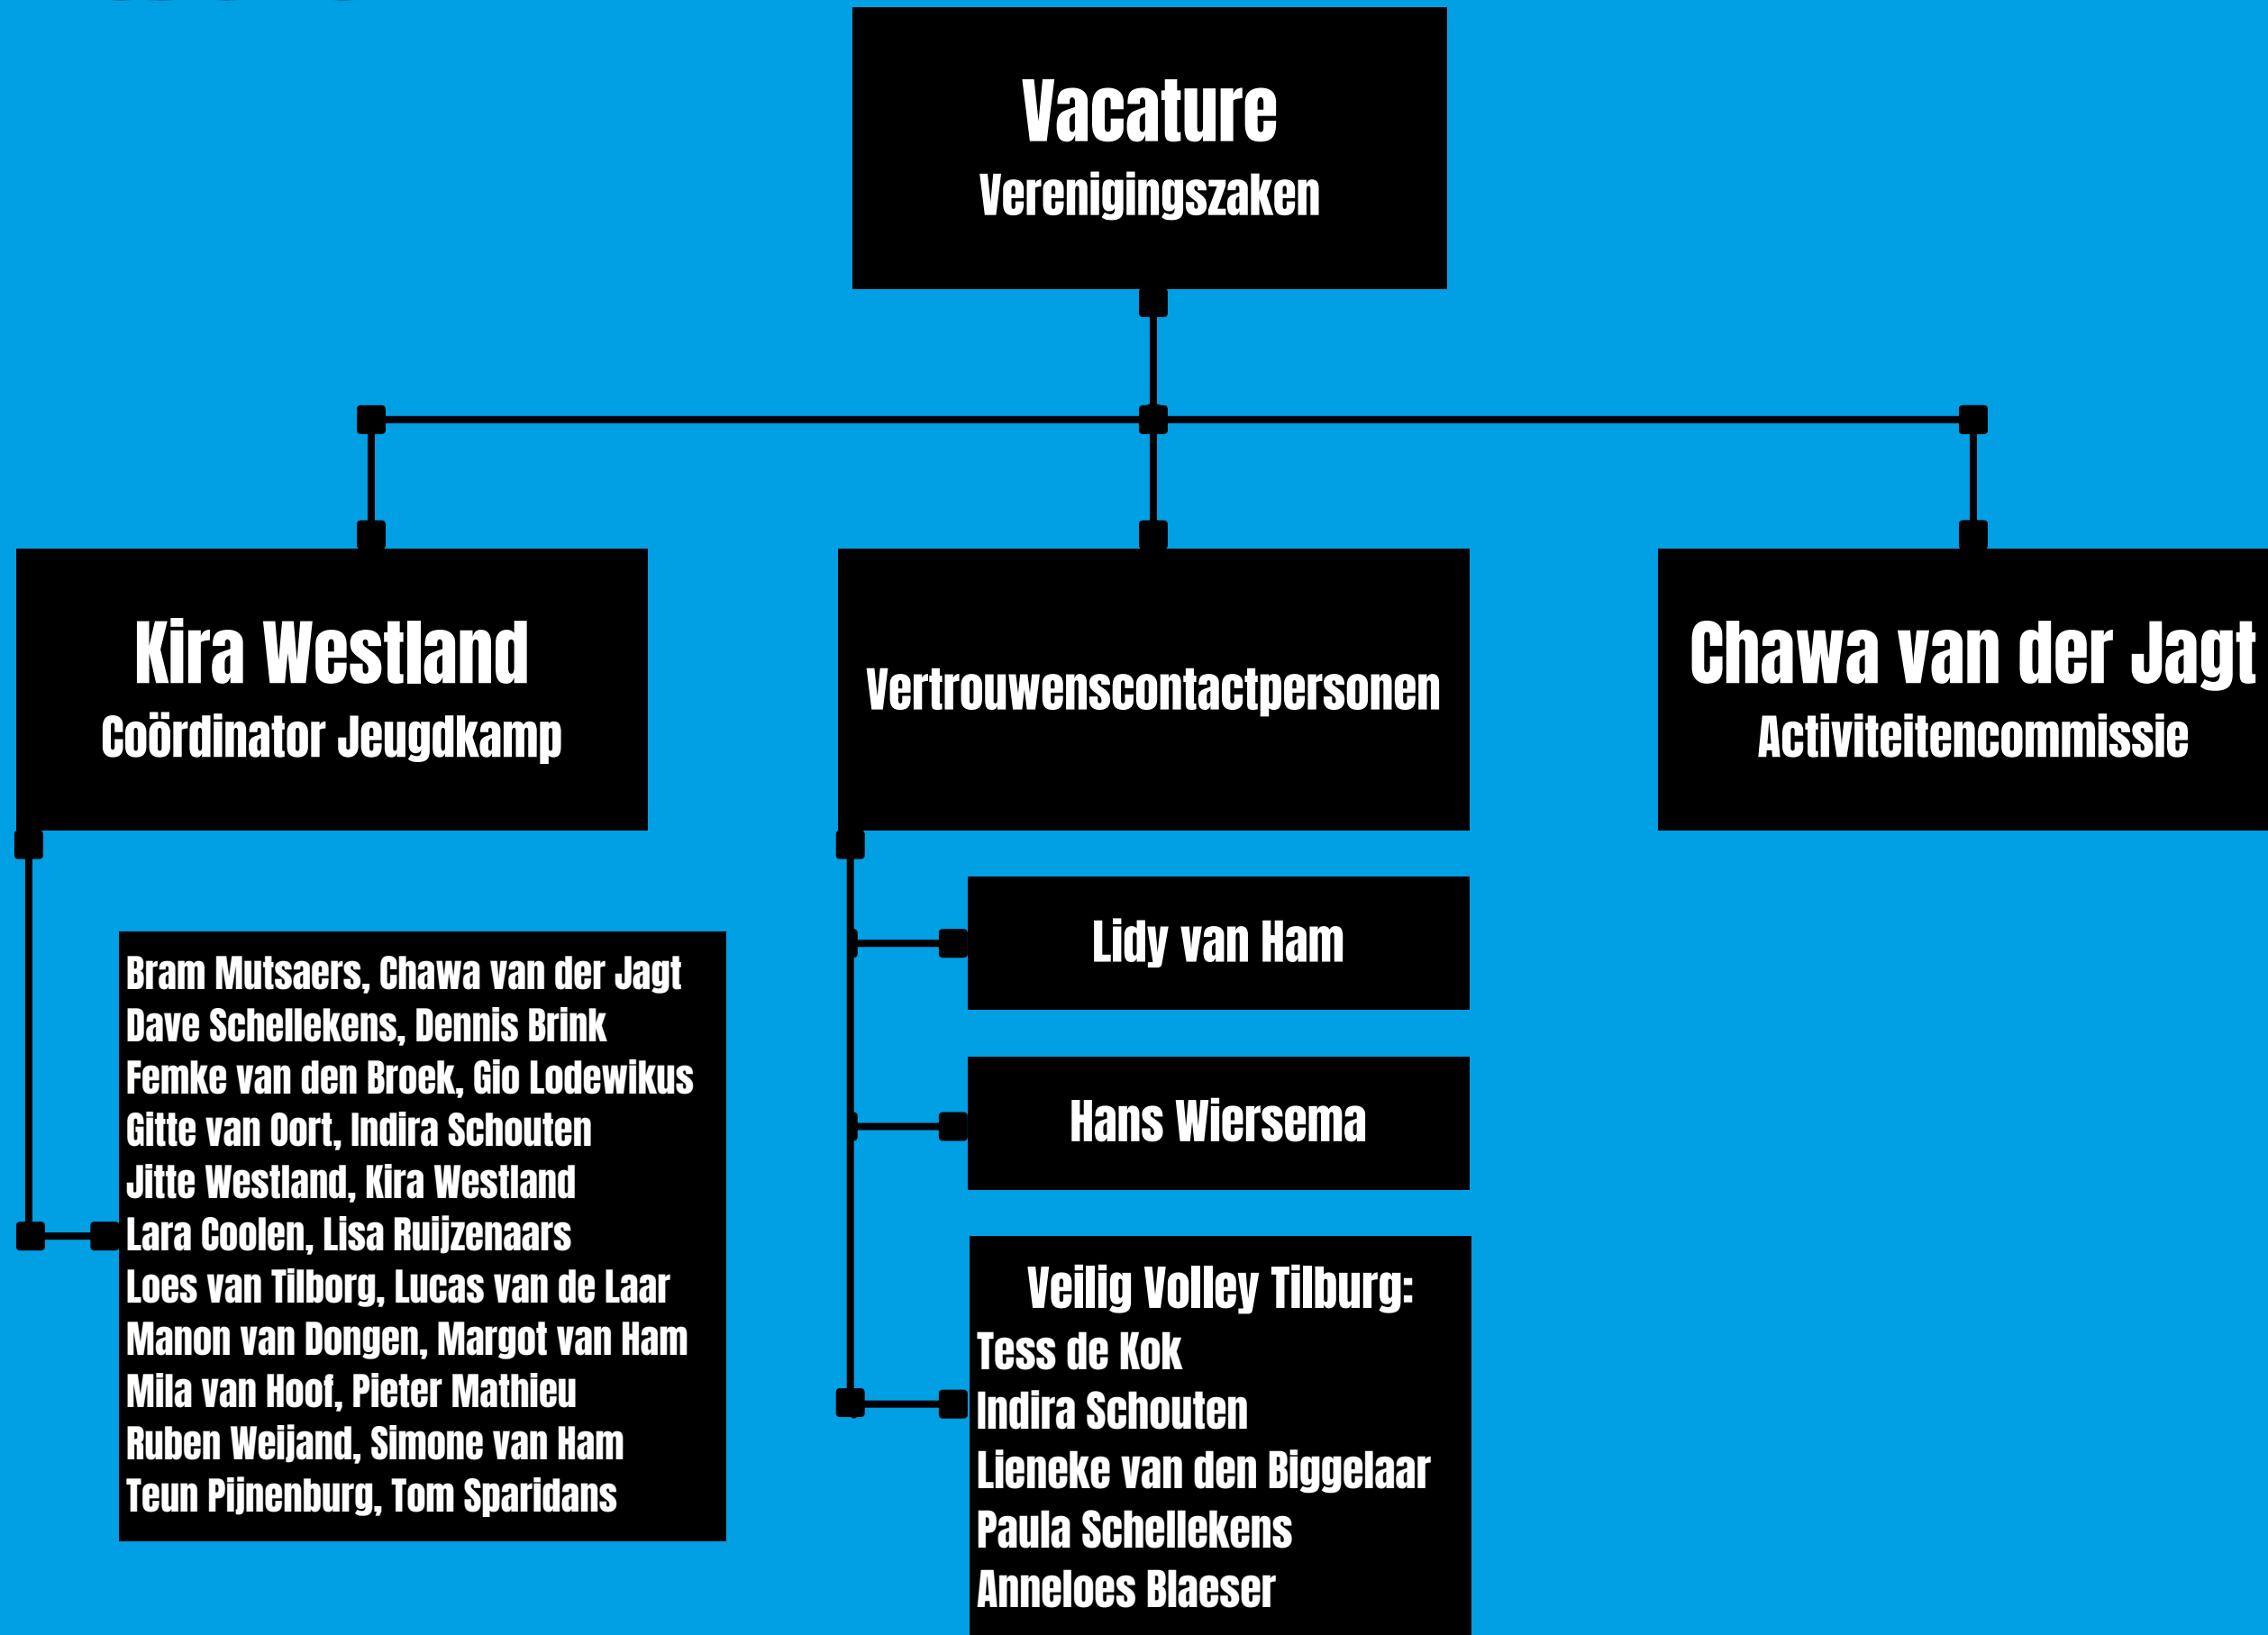 Vacature
Verenigingszaken
Kira Westland
Coördinator Jeugdkamp
Vertrouwenscontactpersonen
Chawa van der Jagt
Activiteitencommissie
Bram Mutsaers, Chawa van der Jagt
Dave Schellekens, Dennis Brink
Femke van den Broek, Gio Lodewikus
Gitte van Oort, Indira Schouten
Jitte Westland, Kira Westland
Lara Coolen, Lisa Ruijzenaars
Loes van Tilborg, Lucas van de Laar
Manon van Dongen, Margot van Ham
Mila van Hoof, Pieter Mathieu
Ruben Weijand, Simone van Ham
Teun Pijnenburg, Tom Sparidans
Lidy van Ham
Hans Wiersema
Veilig Volley Tilburg:
Tess de Kok
Indira Schouten
Lieneke van den Biggelaar
Paula Schellekens
Anneloes Blaeser